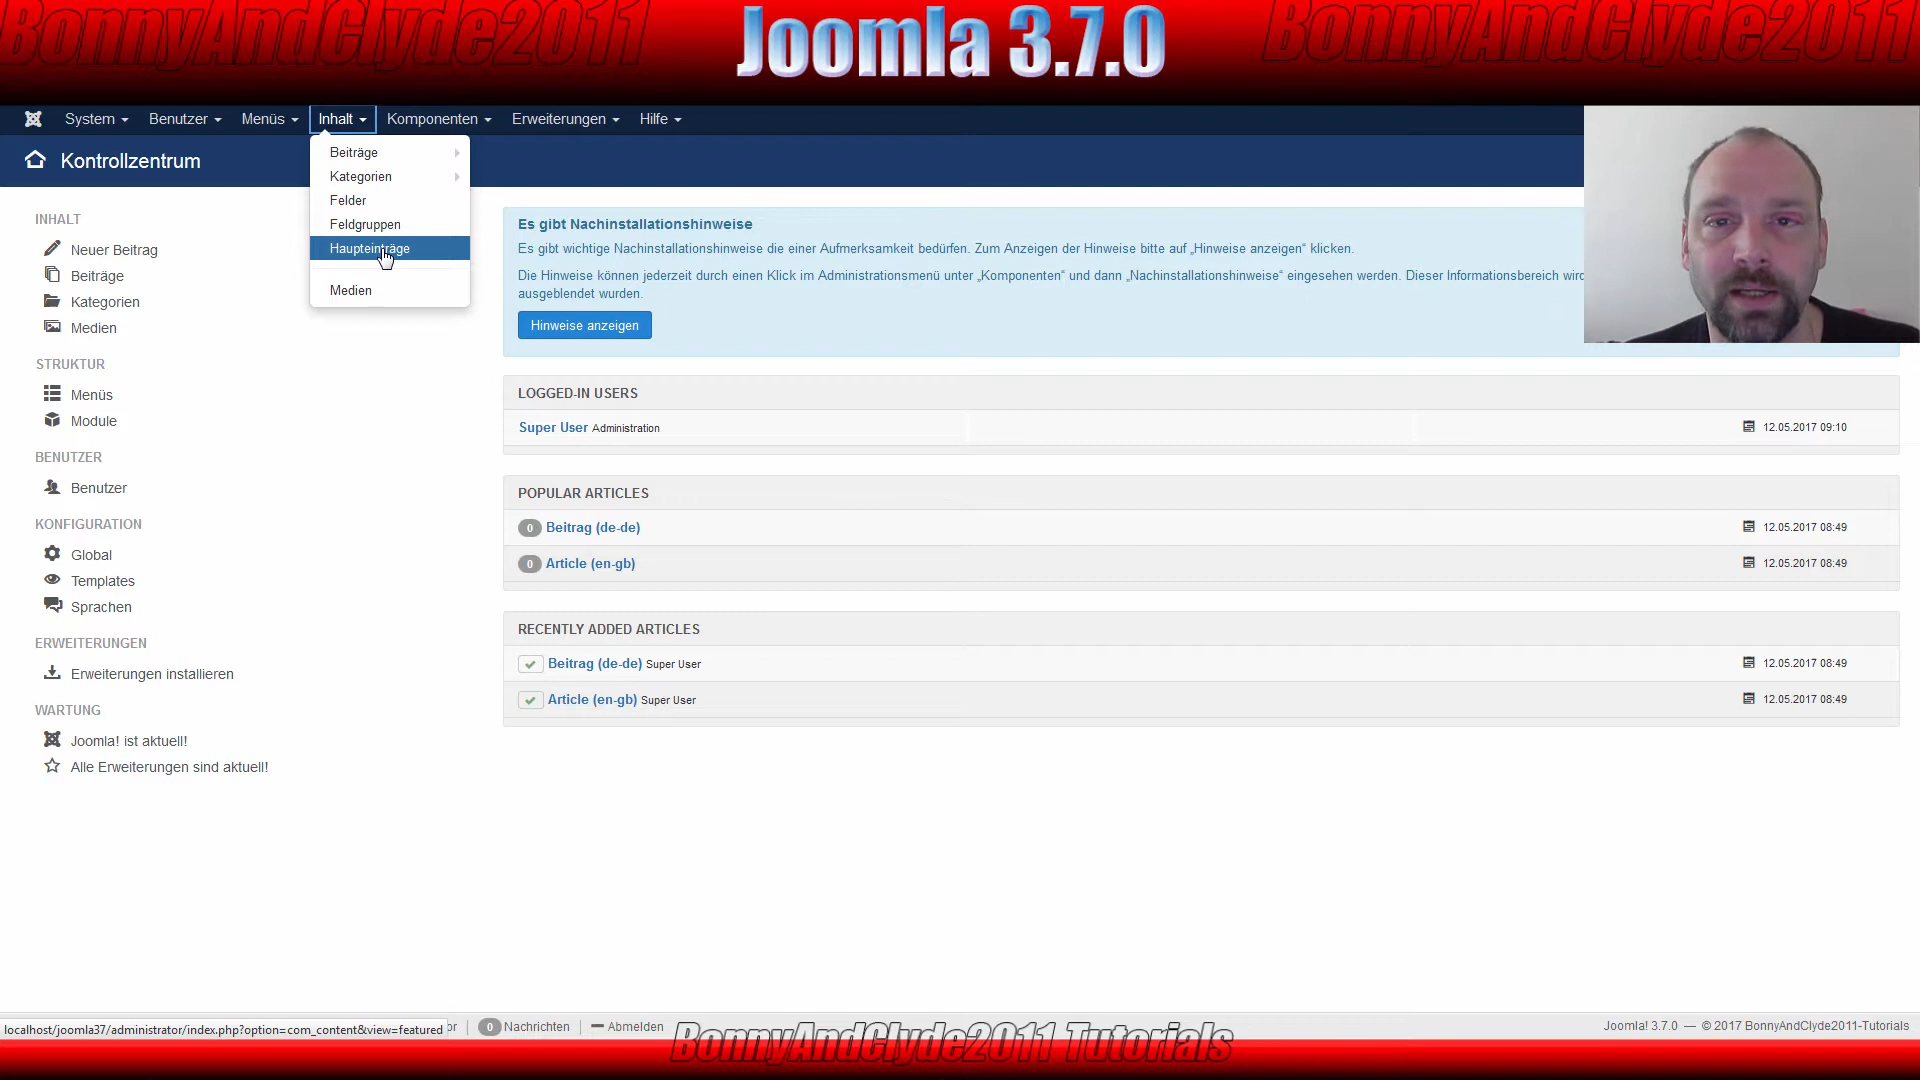 BonnyAndClyde2011
Joomla 3.7.0
BonnyAndClyde2011
System
Benutzer
Menüs
Inhalt
Komponenten
Erweiterungen
Hilfe
Kontrollzentrum
Beiträge
Kategorien
Felder
Feldgruppen
Haupteinträge
Medien
INHALT
Neuer Beitrag
Beiträge
Kategorien
Medien
STRUKTUR
Menüs
Module
BENUTZER
Benutzer
KONFIGURATION
Global
Templates
Sprachen
ERWEITERUNGEN
Erweiterungen installieren
WARTUNG
Joomla! ist aktuell!
Alle Erweiterungen sind aktuell!
Es gibt Nachinstallationshinweise
Es gibt wichtige Nachinstallationshinweise die einer Aufmerksamkeit bedürfen. Zum Anzeigen der Hinweise bitte auf „Hinweise anzeigen“ klicken.
Die Hinweise können jederzeit durch einen Klick im Administrationsmenü unter „Komponenten“ und dann „Nachinstallationshinweise“ eingesehen werden. Dieser Informationsbereich wird
ausgeblendet wurden.
Hinweise anzeigen
LOGGED-IN USERS
Super User Administration 12.05.2017 09:10
POPULAR ARTICLES
0 Beitrag (de-de) 12.05.2017 08:49
0 Article (en-gb) 12.05.2017 08:49
RECENTLY ADDED ARTICLES
Beitrag (de-de) Super User 12.05.2017 08:49
Article (en-gb) Super User 12.05.2017 08:49
localhost/joomla37/administrator/index.php?option=com_content&view=featured
0 Nachrichten
Abmelden
Joomla! 3.7.0 — © 2017 BonnyAndClyde2011-Tutorials
BonnyAndClyde2011 Tutorials